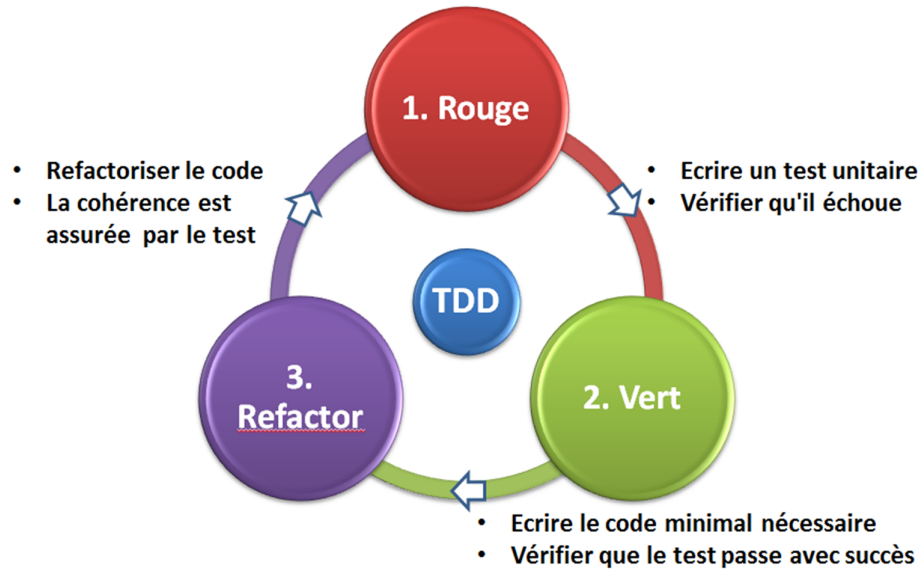 1. Rouge
• Ecrire un test unitaire
• Vérifier qu'il échoue
2. Vert
• Ecrire le code minimal nécessaire
• Vérifier que le test passe avec succès
3.
Refactor
• Refactoriser le code
• La cohérence est
assurée par le test
TDD